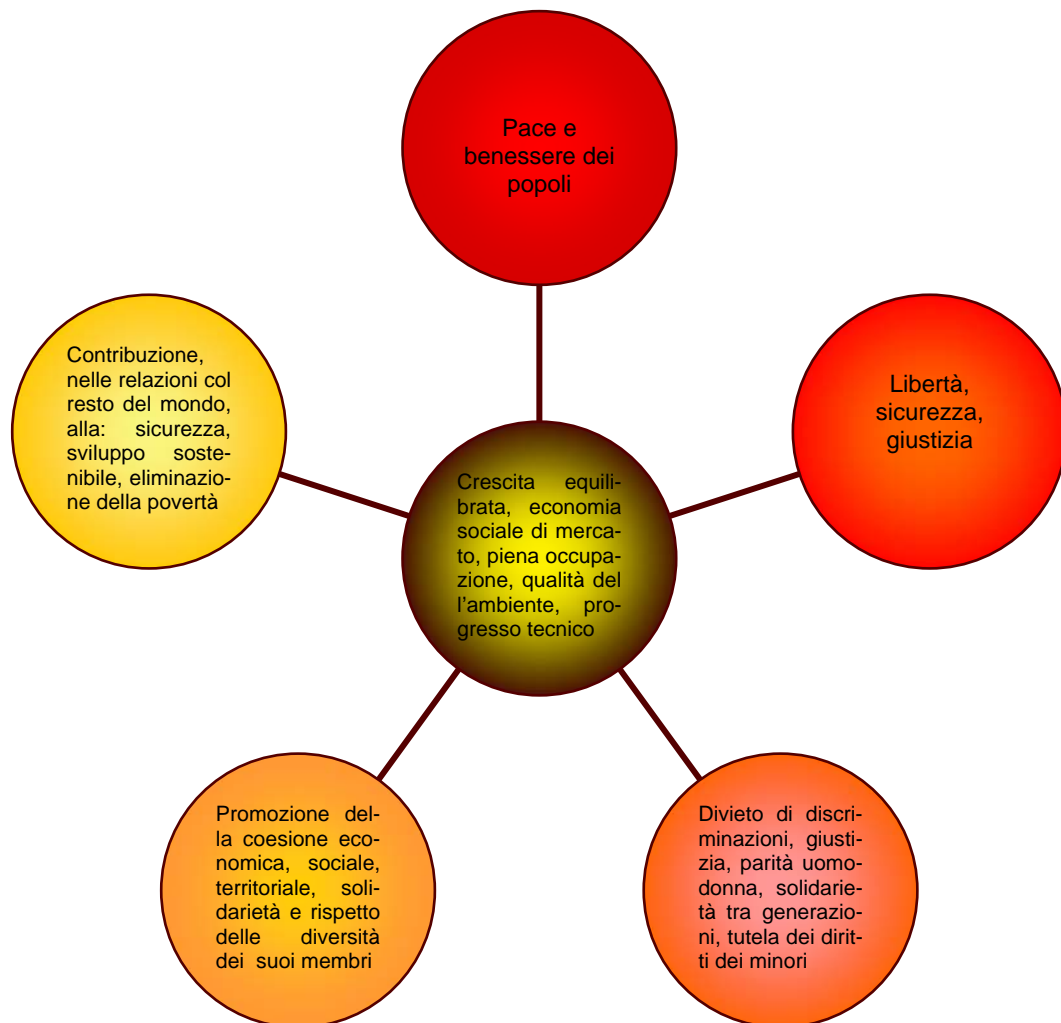 Pace e
benessere dei
popoli
Libertà,
sicurezza,
giustizia
Contribuzione,
nelle relazioni col
resto del mondo,
alla: sicurezza,
sviluppo soste-
nibile, eliminazio-
ne della povertà
Crescita equili-
brata, economia
sociale di merca-
to, piena occupa-
zione, qualità del
l’ambiente, pro-
gresso tecnico
Promozione del-
la coesione eco-
nomica, sociale,
territoriale, soli-
darietà e rispetto
delle diversità
dei suoi membri
Divieto di discri-
minazioni, giusti-
zia, parità uomo-
donna, solidarie-
tà tra generazio-
ni, tutela dei dirit-
ti dei minori